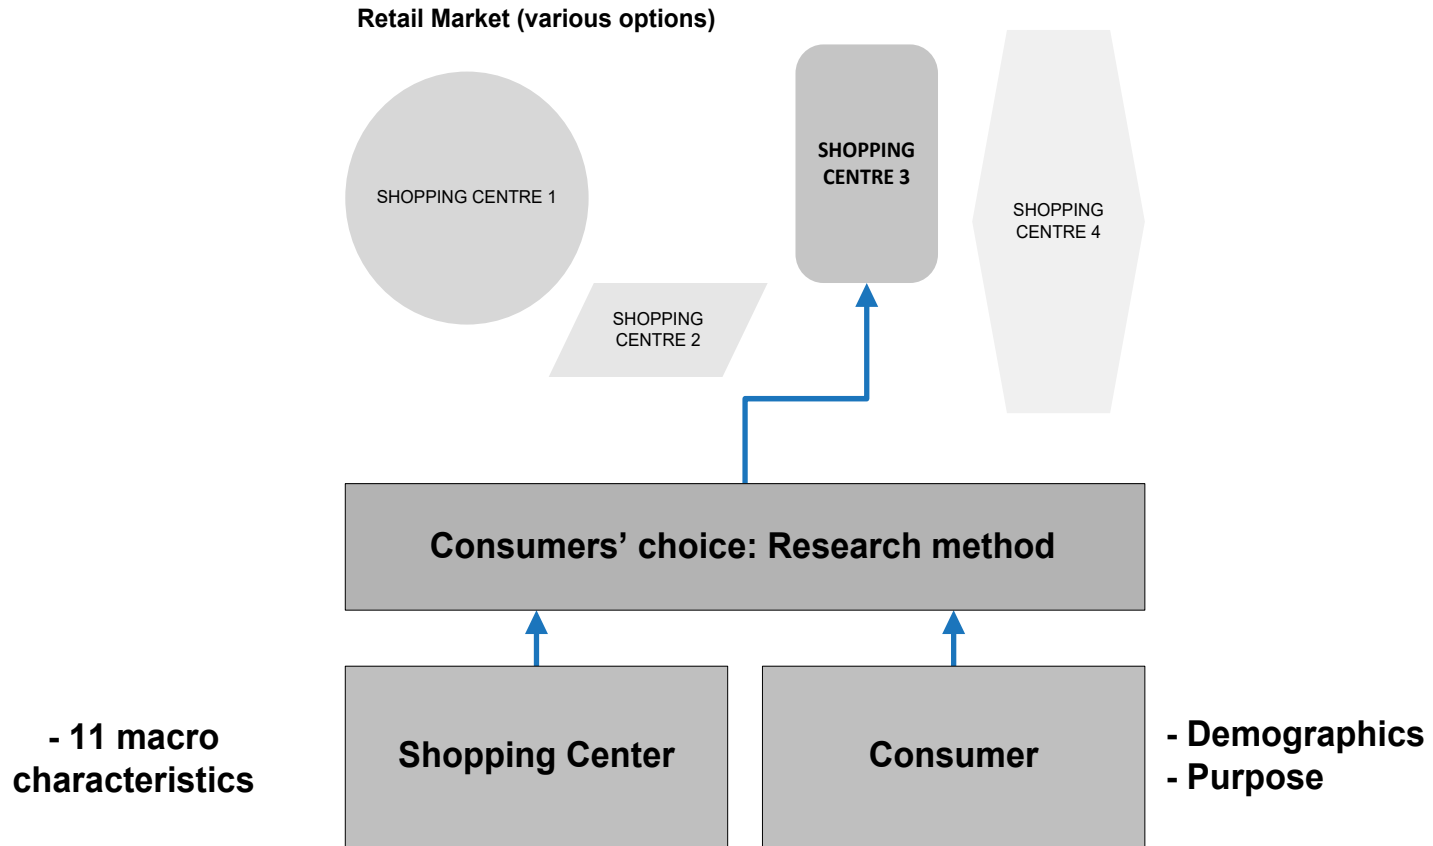 Retail Market (various options)
SHOPPING CENTRE 1
SHOPPING
CENTRE 2
SHOPPING
CENTRE 3
SHOPPING
CENTRE 4
Consumers’ choice: Research method
- 11 macro
characteristics
Shopping Center
Consumer
- Demographics
- Purpose